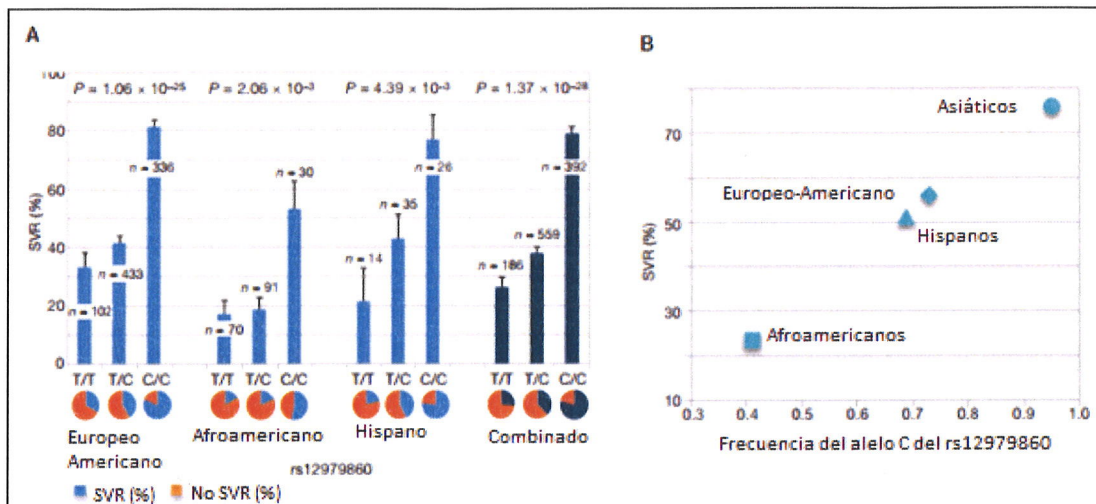 A
100
P = 1.06 × 10⁻²⁵ P = 2.06 × 10⁻³ P = 4.39 × 10⁻³ P = 1.37 × 10⁻²⁸
80
60
40
20
0
SVR (%)
n = 102
n = 433
n = 336
n = 70
n = 91
n = 30
n = 14
n = 35
n = 26
n = 186
n = 559
n = 392
T/T T/C C/C T/T T/C C/C T/T T/C C/C T/T T/C C/C
Europeo Afroamericano Hispano Combinado
Americano
rs12979860
SVR (%) No SVR (%)
B
70
50
30
10
SVR (%)
Asiáticos
Europeo-Americano
Hispanos
Afroamericanos
0.3 0.4 0.5 0.6 0.7 0.8 0.9 1.0
Frecuencia del alelo C del rs12979860